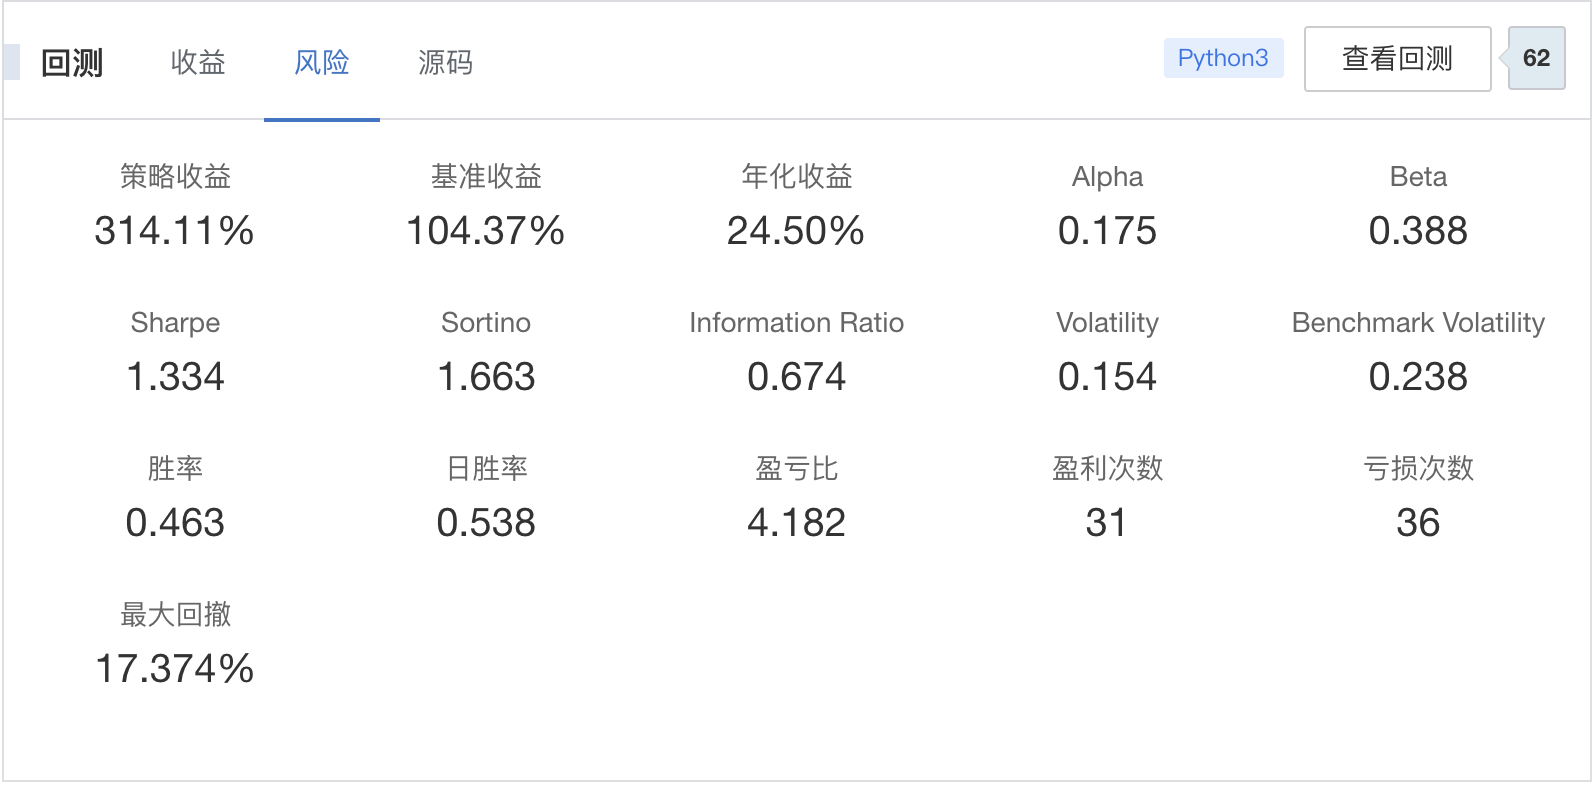 回测 收益 风险 源码 Python3 查看回测 62
策略收益 基准收益 年化收益 Alpha Beta
314.11% 104.37% 24.50% 0.175 0.388
Sharpe Sortino Information Ratio Volatility Benchmark Volatility
1.334 1.663 0.674 0.154 0.238
胜率 日胜率 盈亏比 盈利次数 亏损次数
0.463 0.538 4.182 31 36
最大回撤
17.374%